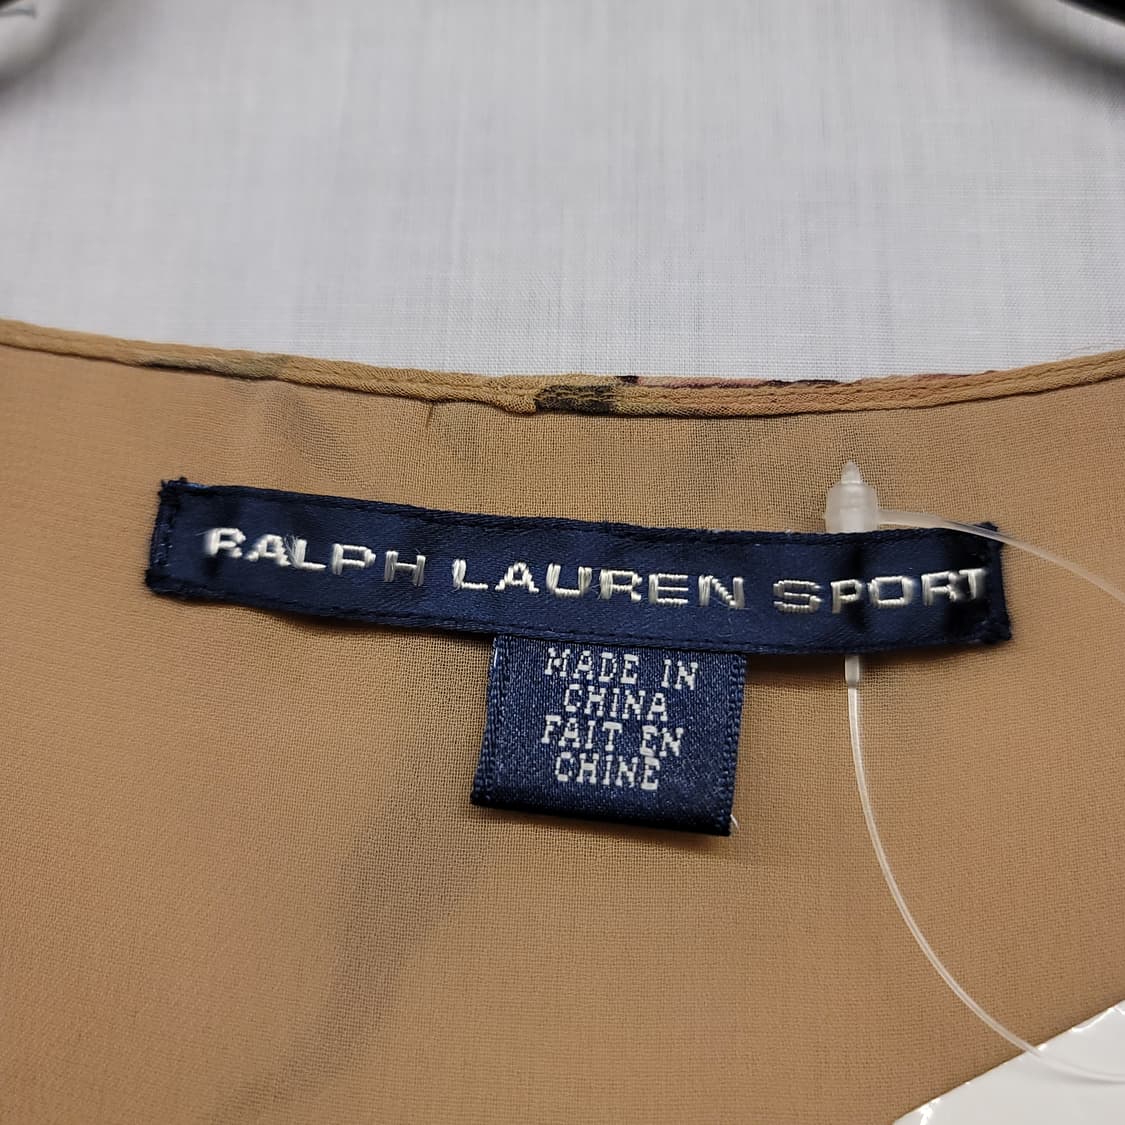 RALPH LAUREN SPORT
MADE IN
CHINA
FAIT EN
CHINE